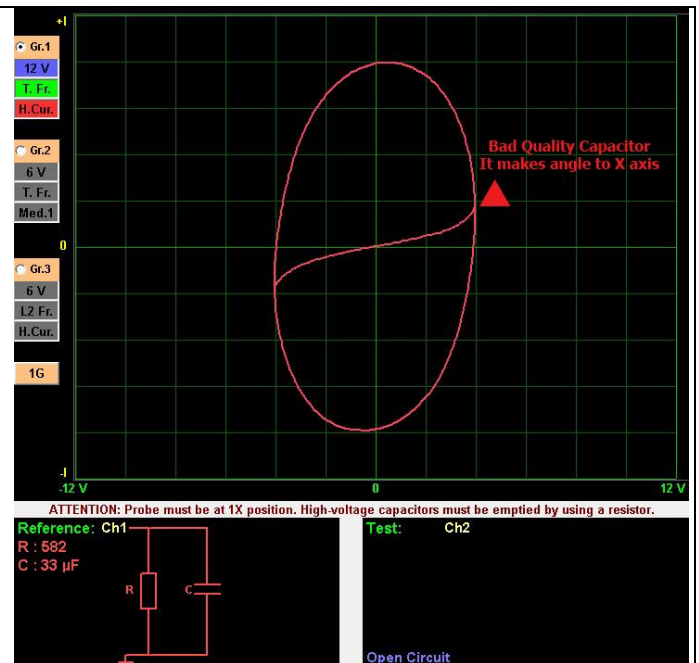 +I
Gr.1
12 V
T. Fr.
H.Cur.
Bad Quality Capacitor
It makes angle to X axis
Gr.2
6 V
T. Fr.
Med.1
0
Gr.3
6 V
L2 Fr.
H.Cur.
1G
-I
-12 V
0
12 V
ATTENTION: Probe must be at 1X position. High-voltage capacitors must be emptied by using a resistor.
Reference: Ch1
R : 582
C : 33 µF
R
C
Test: Ch2
Open Circuit